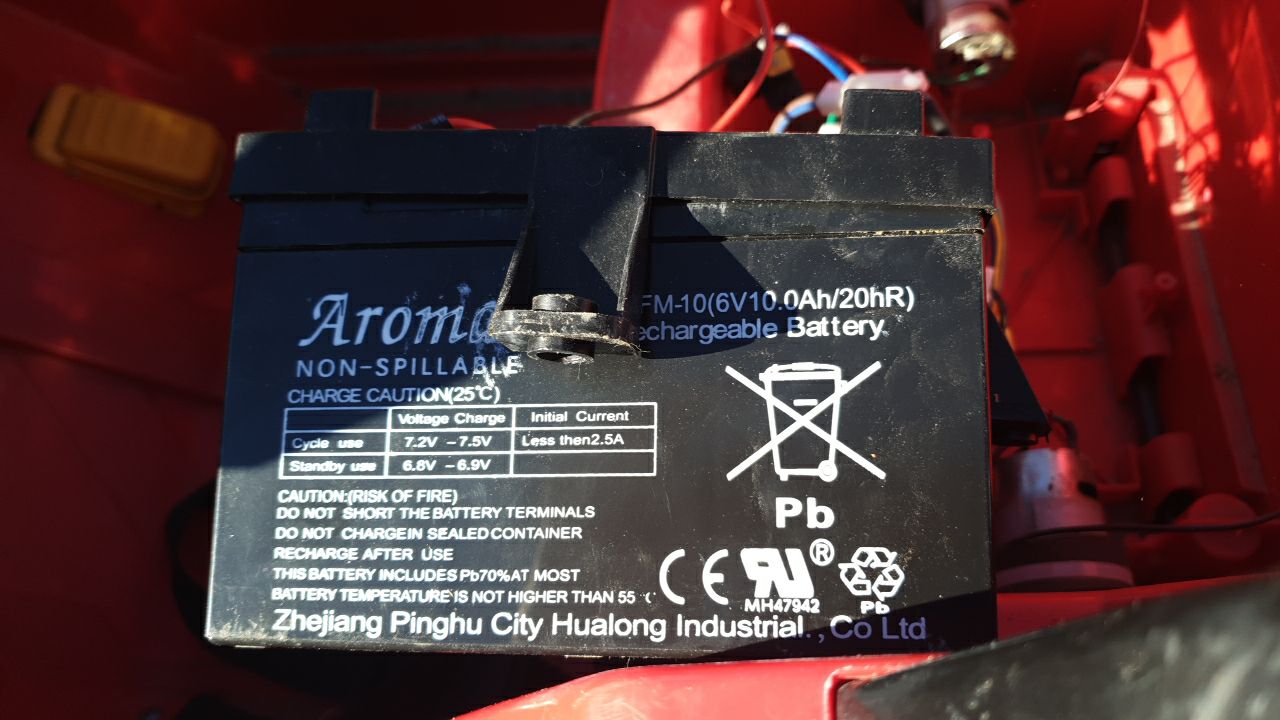 FM-10(6V10.0Ah/20hR)
echargeable Battery.
NON-SPILLABLE
CHARGE CAUTION(25℃)
Voltage Charge Initial Current
Cycle use 7.2V –7.5V Less then2.5A
Standby use 6.8V –6.9V
CAUTION:(RISK OF FIRE)
DO NOT SHORT THE BATTERY TERMINALS
DO NOT CHARGEIN SEALED CONTAINER
RECHARGE AFTER USE
THIS BATTERY INCLUDES Pb70%AT MOST
BATTERY TEMPERATURE IS NOT HIGHER THAN 55
Zhejiang Pinghu City Hualong Industrial., Co Ltd
Pb
CE
RU®
MH47942
Pb